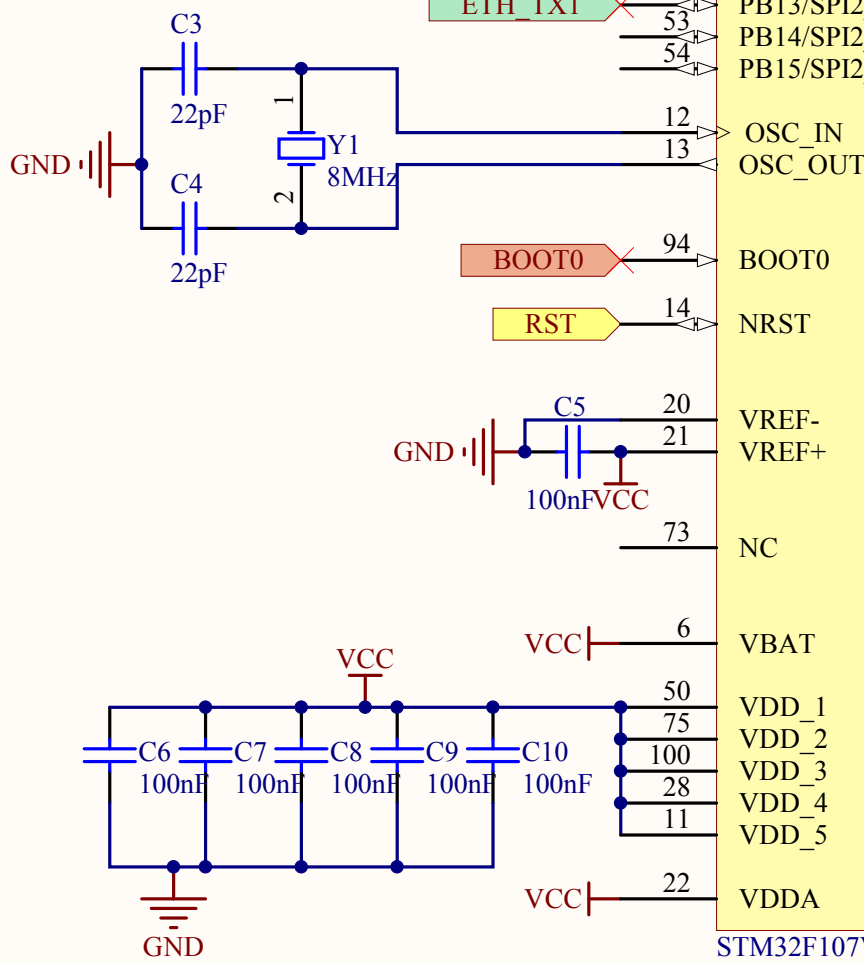 ETH_TX1
PB13/SPI2
53
PB14/SPI2
54
PB15/SPI2
C3
22pF
1
12
OSC_IN
Y1
13
OSC_OUT
GND
8MHz
C4
2
22pF
BOOT0
94
BOOT0
RST
14
NRST
C5
20
VREF-
GND
21
VREF+
100nF
VCC
73
NC
VCC
6
VBAT
VCC
50
VDD_1
75
VDD_2
C6
C7
C8
C9
C10
100
VDD_3
100nF
100nF
100nF
100nF
100nF
28
VDD_4
11
VDD_5
VCC
22
VDDA
GND
STM32F107V